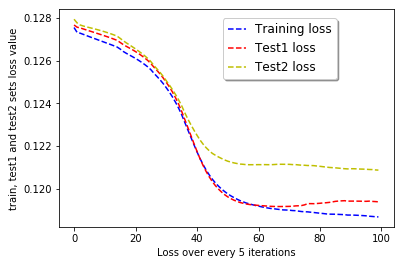 0.128
0.126
0.124
0.122
0.120
train, test1 and test2 sets loss value
Training loss
Test1 loss
Test2 loss
0
20
40
60
80
100
Loss over every 5 iterations